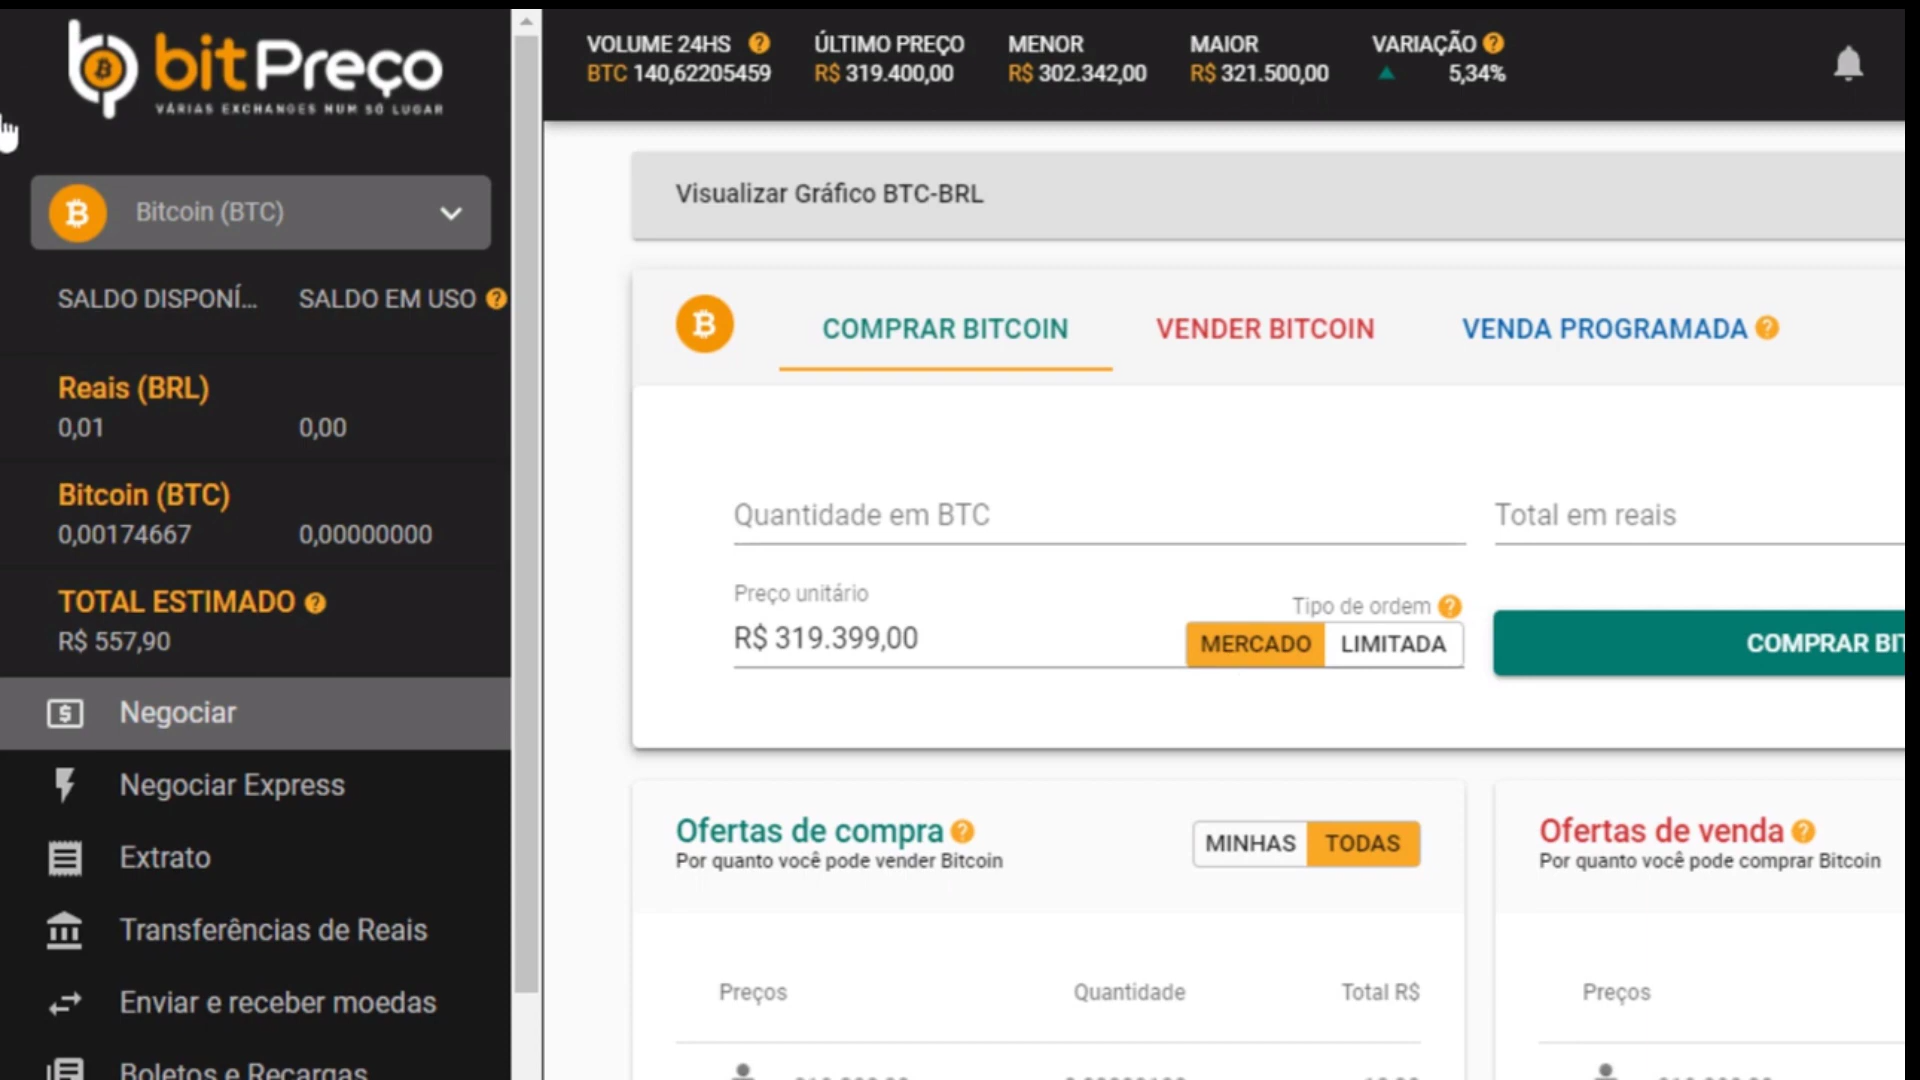 bitPreço
VÁRIAS EXCHANGES NUM SÓ LUGAR
VOLUME 24HS
BTC 140,62205459
ÚLTIMO PREÇO
R$ 319.400,00
MENOR
R$ 302.342,00
MAIOR
R$ 321.500,00
VARIAÇÃO
5,34%
Bitcoin (BTC)
SALDO DISPONÍ... SALDO EM USO
Reais (BRL)
0,01 0,00
Bitcoin (BTC)
0,00174667 0,00000000
TOTAL ESTIMADO
R$ 557,90
Negociar
Negociar Express
Extrato
Transferências de Reais
Enviar e receber moedas
Boletos e Recargas
Visualizar Gráfico BTC-BRL
COMPRAR BITCOIN VENDER BITCOIN VENDA PROGRAMADA
Quantidade em BTC Total em reais
Preço unitário
Tipo de ordem
R$ 319.399,00 MERCADO LIMITADA
COMPRAR BIT
Ofertas de compra
Por quanto você pode vender Bitcoin
MINHAS TODAS
Preços Quantidade Total R$
Ofertas de venda
Por quanto você pode comprar Bitcoin
Preços